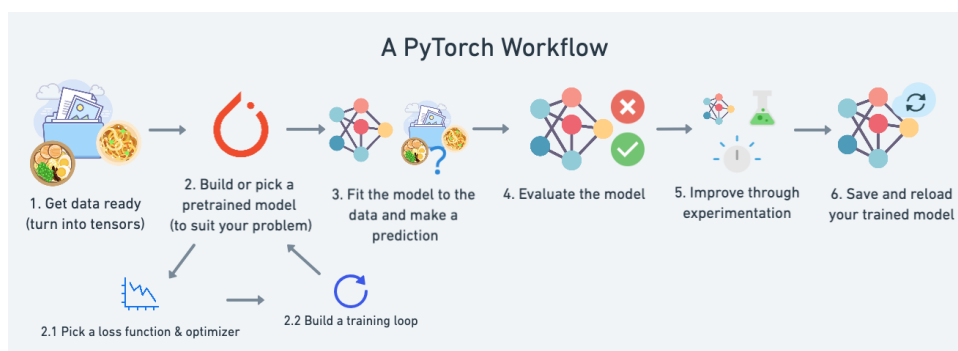 A PyTorch Workflow
1. Get data ready
(turn into tensors)
2. Build or pick a
pretrained model
(to suit your problem)
?
3. Fit the model to the
data and make a
prediction
4. Evaluate the model
5. Improve through
experimentation
6. Save and reload
your trained model
2.1 Pick a loss function & optimizer
2.2 Build a training loop